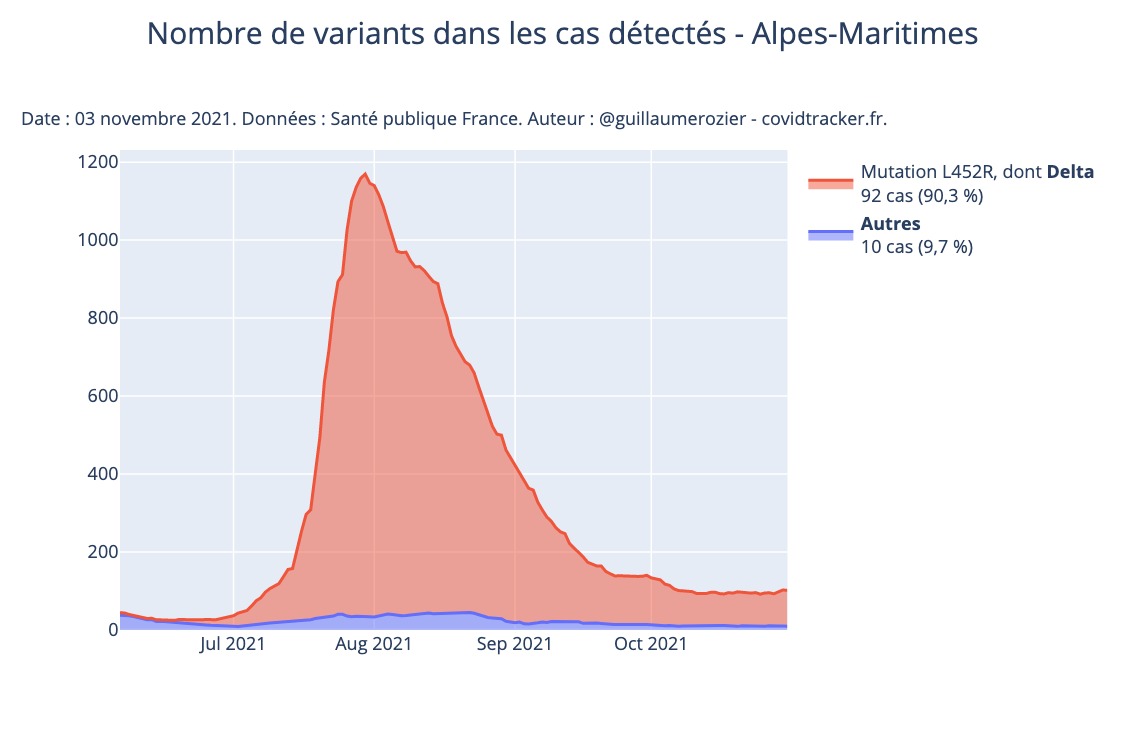 Nombre de variants dans les cas détectés - Alpes-Maritimes
Date : 03 novembre 2021. Données : Santé publique France. Auteur : @guillaumerozier - covidtracker.fr.
1200
1000
800
600
400
200
0
Jul 2021
Aug 2021
Sep 2021
Oct 2021
Mutation L452R, dont Delta
92 cas (90,3 %)
Autres
10 cas (9,7 %)